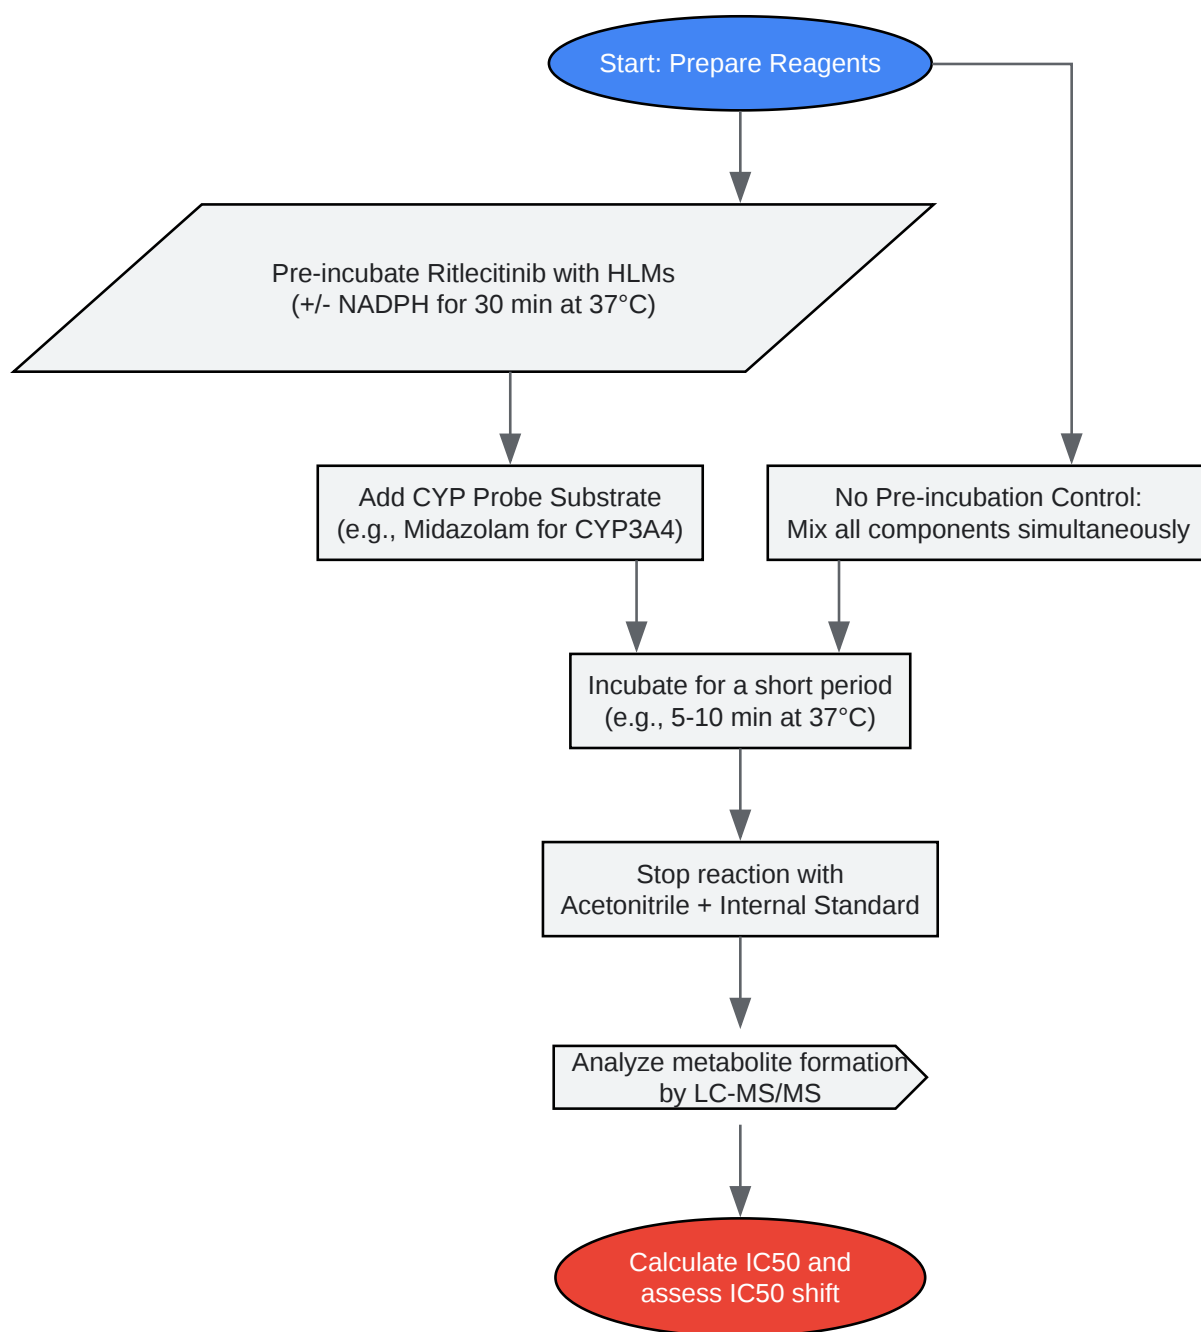 Start: Prepare Reagents
Pre-incubate Ritlecitinib with HLMs
(+/- NADPH for 30 min at 37°C)
Add CYP Probe Substrate
(e.g., Midazolam for CYP3A4)
No Pre-incubation Control:
Mix all components simultaneously
Incubate for a short period
(e.g., 5-10 min at 37°C)
Stop reaction with
Acetonitrile + Internal Standard
Analyze metabolite formation
by LC-MS/MS
Calculate IC50 and
assess IC50 shift